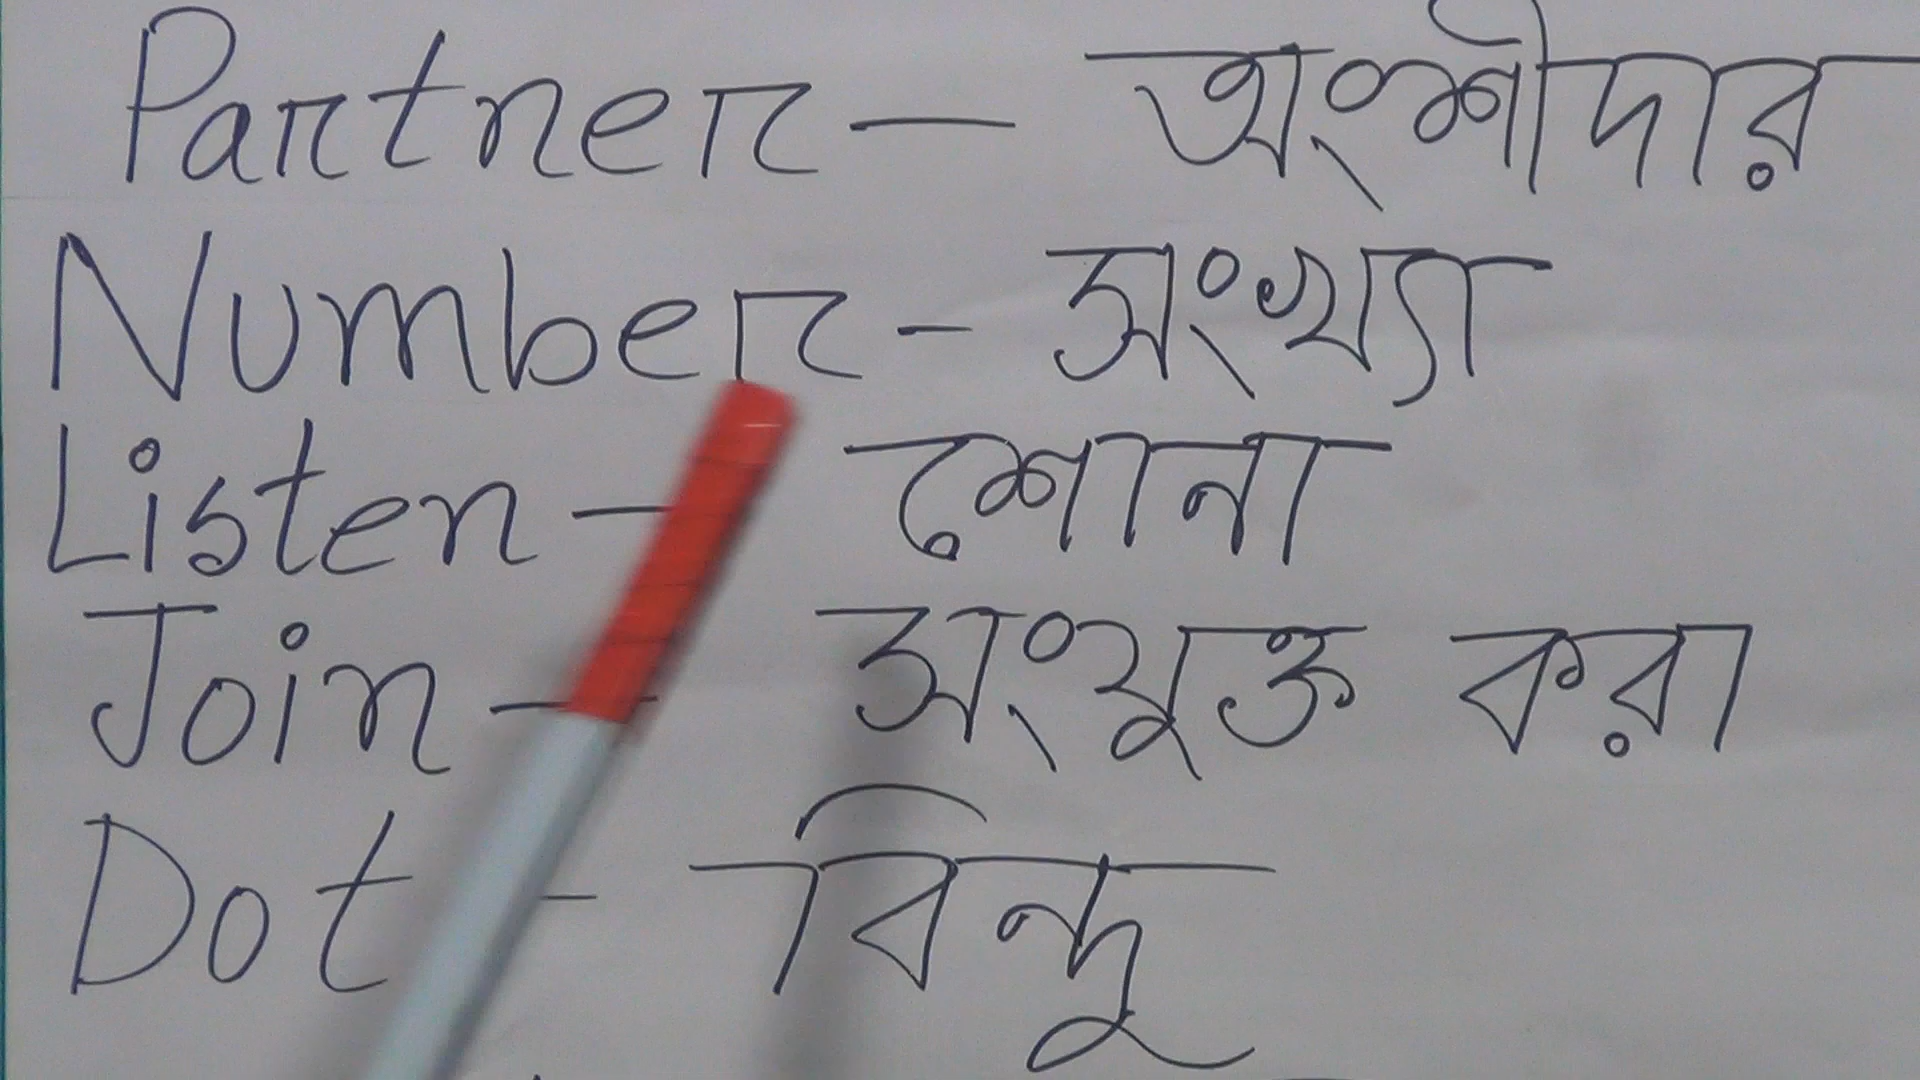 Partner — অংশীদার
Number - সংখ্যা
Listen - শোনা
Join - সংযুক্ত করা
Dot - বিন্দু